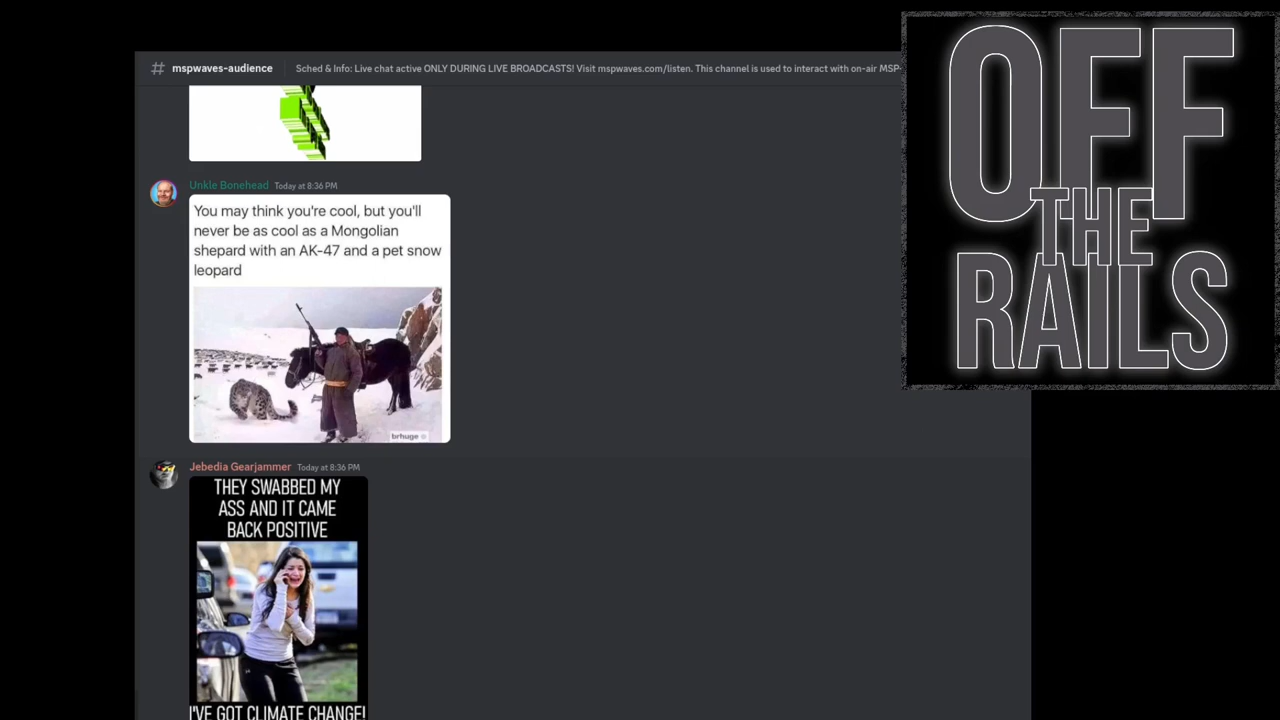 # mspwaves-audience
Sched & Info: Live chat active ONLY DURING LIVE BROADCASTS! Visit mspwaves.com/listen. This channel is used to interact with on-air MSP-
OFF
THE
RAILS
Unkle Bonehead Today at 8:36 PM
You may think you're cool, but you'll
never be as cool as a Mongolian
shepard with an AK-47 and a pet snow
leopard
brhuge
Jebedia Gearjammer Today at 8:36 PM
THEY SWABBED MY
ASS AND IT CAME
BACK POSITIVE
I'VE GOT CLIMATE CHANGE!